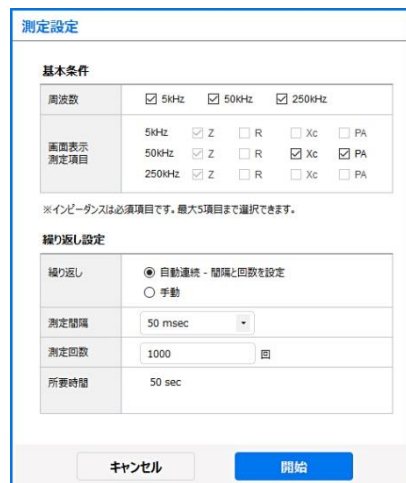 測定設定
基本条件
周波数 5kHz 50kHz 250kHz
画面表示
測定項目
5kHz Z R Xc PA
50kHz Z R Xc PA
250kHz Z R Xc PA
※インピーダンスは必須項目です。最大5項目まで選択できます。
繰り返し設定
繰り返し 自動連続 - 間隔と回数を設定
手動
測定間隔 50 msec
測定回数 1000 回
所要時間 50 sec
キャンセル 開始